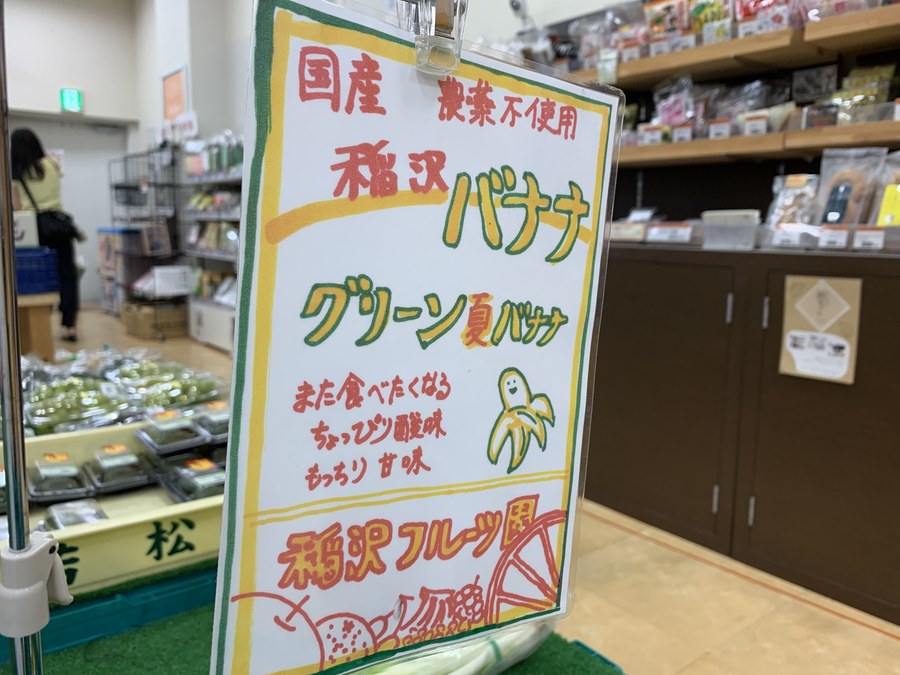 国産 農薬不使用
稲沢
バナナ
グリーン夏バナナ
また食べたくなる
ちょっぴり酸味
もっちり甘味
稲沢フルーツ園
若松